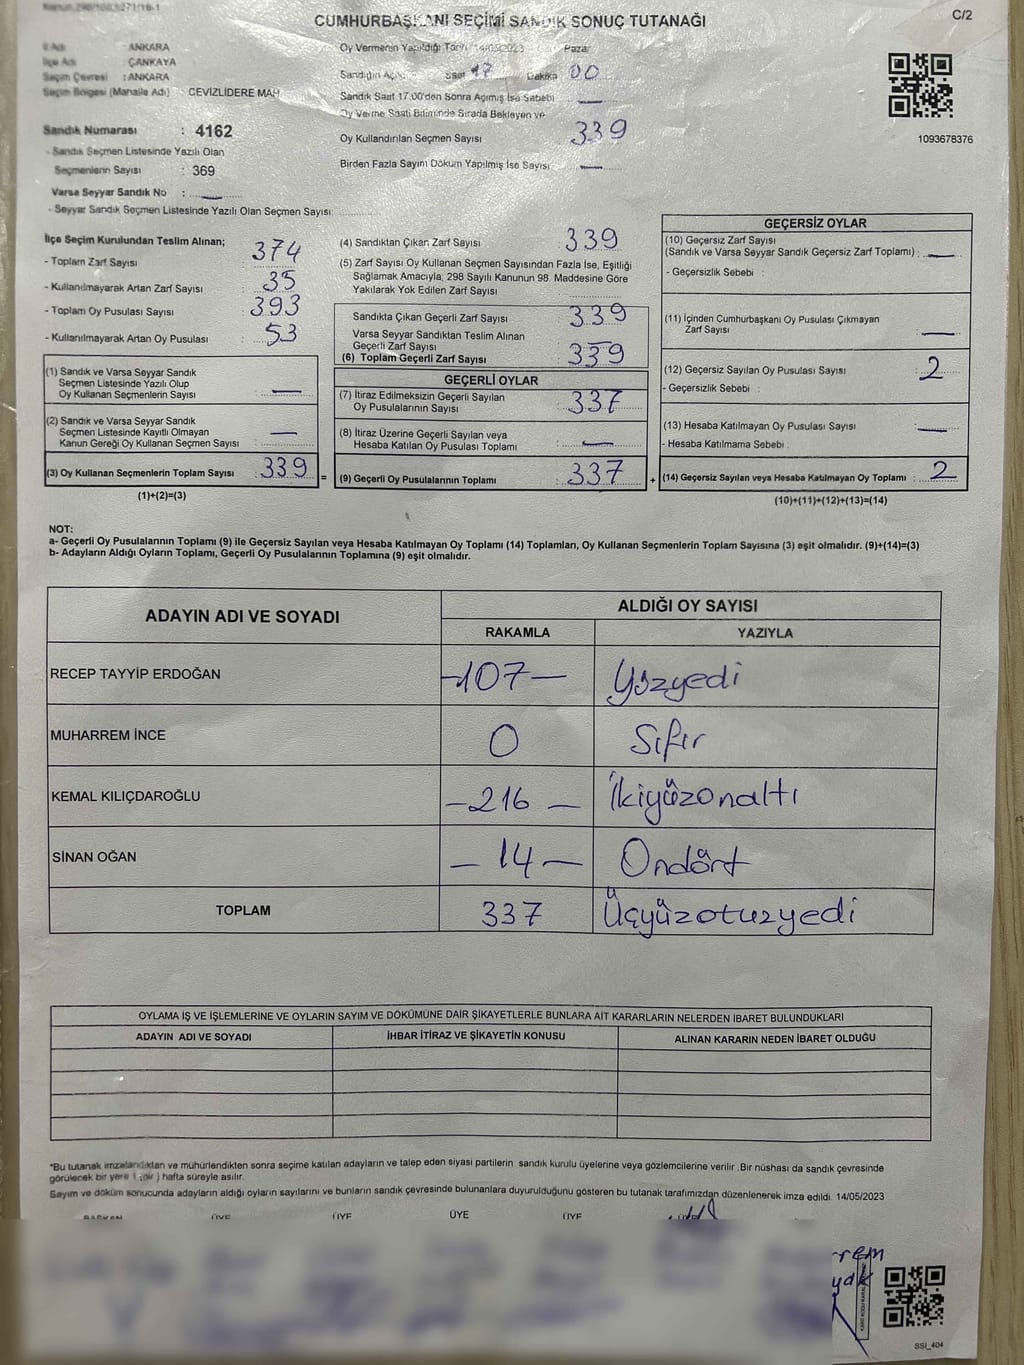 CUMHURBAŞKANI SEÇİMİ SANDIK SONUÇ TUTANAĞI
C/2
İl Adı : ANKARA
İlçe Adı : ÇANKAYA
Seçim Çevresi : ANKARA
Seçim Bölgesi (Mahalle Adı) : CEVİZLİDERE MAH
Sandık Numarası : 4162
- Sandık Seçmen Listesinde Yazılı Olan
Seçmenlerin Sayısı : 369
Varsa Seyyar Sandık No : —
- Seyyar Sandık Seçmen Listesinde Yazılı Olan Seçmen Sayısı:
Oy Vermenin Yapıldığı Tarih 14/05/2023 Pazar
Sandığın Açılış Saat 17 Dakika 00
Sandık Saat 17:00'den Sonra Açılmış İse Sebebi —
Oy Verme Saati Bitiminde Sırada Bekleyen ve
Oy Kullandırılan Seçmen Sayısı 339
Birden Fazla Sayım Döküm Yapılmış İse Sayısı —
1093678376
İlçe Seçim Kurulundan Teslim Alınan;
- Toplam Zarf Sayısı : 374
- Kullanılmayarak Artan Zarf Sayısı : 35
- Toplam Oy Pusulası Sayısı : 393
- Kullanılmayarak Artan Oy Pusulası : 53
(1) Sandık ve Varsa Seyyar Sandık
Seçmen Listesinde Yazılı Olup
Oy Kullanan Seçmenlerin Sayısı : —
(2) Sandık ve Varsa Seyyar Sandık
Seçmen Listesinde Kayıtlı Olmayan
Kanun Gereği Oy Kullanan Seçmen Sayısı : —
(3) Oy Kullanan Seçmenlerin Toplam Sayısı : 339 =
(1)+(2)=(3)
(4) Sandıktan Çıkan Zarf Sayısı : 339
(5) Zarf Sayısı Oy Kullanan Seçmen Sayısından Fazla İse, Eşitliği
Sağlamak Amacıyla; 298 Sayılı Kanunun 98. Maddesine Göre
Yakılarak Yok Edilen Zarf Sayısı :
Sandıkta Çıkan Geçerli Zarf Sayısı : 339
Varsa Seyyar Sandıktan Teslim Alınan
Geçerli Zarf Sayısı : —
(6) Toplam Geçerli Zarf Sayısı : 339
GEÇERLİ OYLAR
(7) İtiraz Edilmeksizin Geçerli Sayılan
Oy Pusulalarının Sayısı : 337
(8) İtiraz Üzerine Geçerli Sayılan veya
Hesaba Katılan Oy Pusulası Toplamı : —
(9) Geçerli Oy Pusulalarının Toplamı : 337 +
GEÇERSİZ OYLAR
(10) Geçersiz Zarf Sayısı
(Sandık ve Varsa Seyyar Sandık Geçersiz Zarf Toplamı) : —
- Geçersizlik Sebebi :
(11) İçinden Cumhurbaşkanı Oy Pusulası Çıkmayan
Zarf Sayısı : —
(12) Geçersiz Sayılan Oy Pusulası Sayısı : 2
- Geçersizlik Sebebi :
(13) Hesaba Katılmayan Oy Pusulası Sayısı : —
- Hesaba Katılmama Sebebi :
(14) Geçersiz Sayılan veya Hesaba Katılmayan Oy Toplamı : 2
(10)+(11)+(12)+(13)=(14)
NOT:
a- Geçerli Oy Pusulalarının Toplamı (9) ile Geçersiz Sayılan veya Hesaba Katılmayan Oy Toplamı (14) Toplamları, Oy Kullanan Seçmenlerin Toplam Sayısına (3) eşit olmalıdır. (9)+(14)=(3)
b- Adayların Aldığı Oyların Toplamı, Geçerli Oy Pusulalarının Toplamına (9) eşit olmalıdır.
ADAYIN ADI VE SOYADI ALDIĞI OY SAYISI
RAKAMLA YAZIYLA
RECEP TAYYİP ERDOĞAN -107- Yüzyedi
MUHARREM İNCE 0 Sıfır
KEMAL KILIÇDAROĞLU -216- İkiyüzonaltı
SİNAN OĞAN -14- Ondört
TOPLAM 337 Üçyüzotuzyedi
OYLAMA İŞ VE İŞLEMLERİNE VE OYLARIN SAYIM VE DÖKÜMÜNE DAİR ŞİKAYETLERLE BUNLARA AİT KARARLARIN NELERDEN İBARET BULUNDUKLARI
ADAYIN ADI VE SOYADI İHBAR İTİRAZ VE ŞİKAYETİN KONUSU ALINAN KARARIN NEDEN İBARET OLDUĞU
*Bu tutanak imzalandıktan ve mühürlendikten sonra seçime katılan adayların ve talep eden siyasi partilerin sandık kurulu üyelerine veya gözlemcilerine verilir. Bir nüshası da sandık çevresinde
görülecek bir yere 1 (bir) hafta süreyle asılır.
Sayım ve döküm sonucunda adayların aldığı oyların sayılarını ve bunların sandık çevresinde bulunanlara duyurulduğunu gösteren bu tutanak tarafımızdan düzenlenerek imza edildi. 14/05/2023
BAŞKAN ÜYE ÜYE ÜYE ÜYE ÜYE
SSI_404